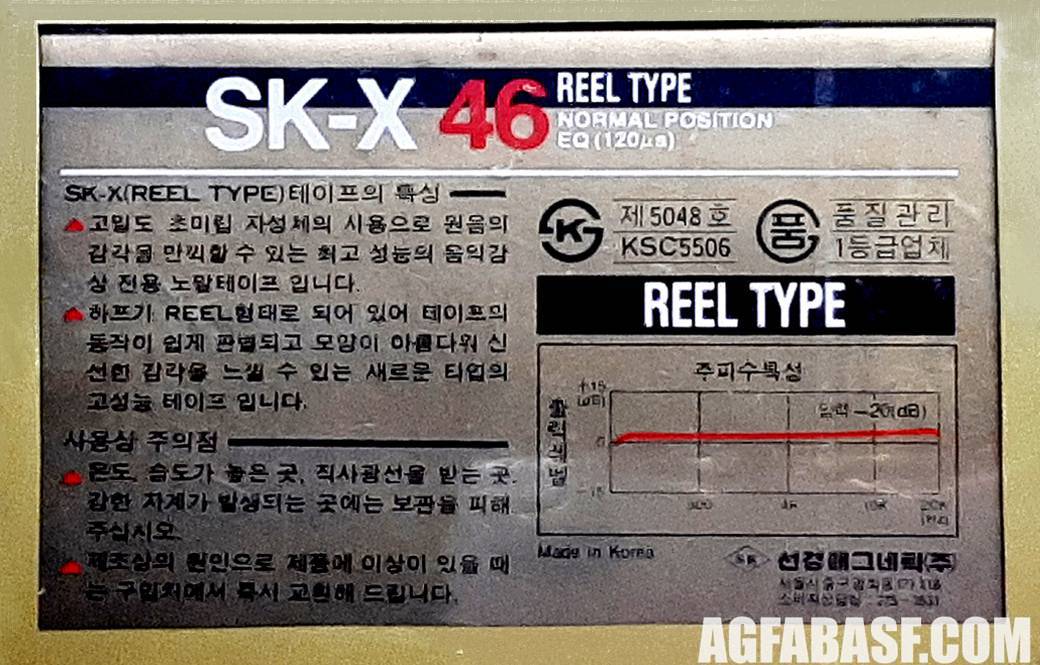 SK-X 46 REEL TYPE
NORMAL POSITION
EQ (120μs)
SK-X(REEL TYPE)테이프의 특성
고밀도 초미립 자성체의 사용으로 원음의
감각을 만끽할 수 있는 최고 성능의 음악감
상 전용 노말테이프 입니다.
하프가 REEL형태로 되어 있어 테이프의
동작이 쉽게 판별되고 모양이 아름다워 신
선한 감각을 느낄 수 있는 새로운 타입의
고성능 테이프 입니다.
사용상 주의점
온도, 습도가 높은 곳, 직사광선을 받는 곳,
강한 자계가 발생되는 곳에는 보관을 피해
주십시오.
제조상의 원인으로 제품에 이상이 있을 때
는 구입처에서 즉시 교환해 드립니다.
K
제 5048 호
KSC5506
품
품질관리
1등급업체
REEL TYPE
주파수특성
+15
(dB)
0
-15
출력레벨
입력 -20(dB)
Made in Korea
SK 선경매그네틱(주)
AGFABASF.COM